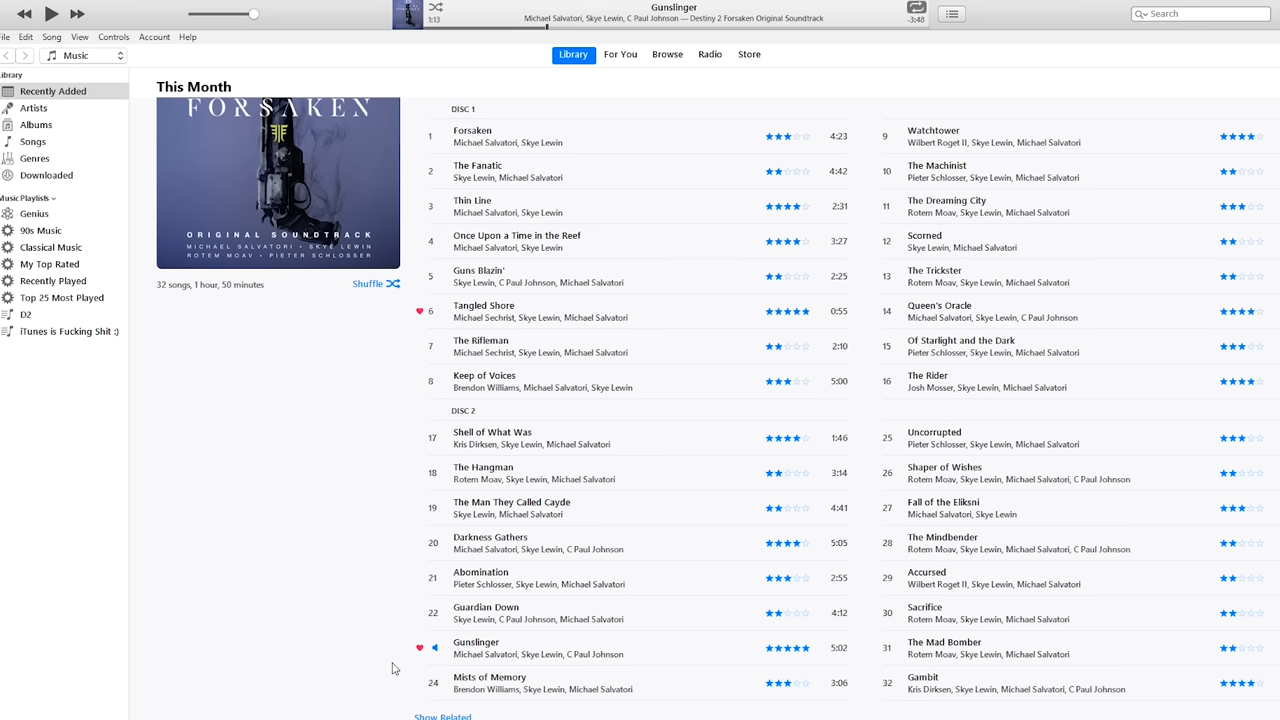 Gunslinger
Michael Salvatori, Skye Lewin, C Paul Johnson — Destiny 2 Forsaken Original Soundtrack
1:13
-3:48
Search
File Edit Song View Controls Account Help
Music
Library For You Browse Radio Store
Library
Recently Added
Artists
Albums
Songs
Genres
Downloaded
Music Playlists
Genius
90s Music
Classical Music
My Top Rated
Recently Played
Top 25 Most Played
D2
iTunes is Fucking Shit :)
This Month
FORSAKEN
ORIGINAL SOUNDTRACK
MICHAEL SALVATORI • SKYE LEWIN
ROTEM MOAV • PIETER SCHLOSSER
32 songs, 1 hour, 50 minutes
Shuffle
DISC 1
1 Forsaken 4:23
Michael Salvatori, Skye Lewin
2 The Fanatic 4:42
Skye Lewin, Michael Salvatori
3 Thin Line 2:31
Michael Salvatori, Skye Lewin
4 Once Upon a Time in the Reef 3:27
Michael Salvatori, Skye Lewin
5 Guns Blazin' 2:25
Skye Lewin, C Paul Johnson, Michael Salvatori
6 Tangled Shore 0:55
Michael Sechrist, Skye Lewin, Michael Salvatori
7 The Rifleman 2:10
Michael Sechrist, Skye Lewin, Michael Salvatori
8 Keep of Voices 5:00
Brendon Williams, Michael Salvatori, Skye Lewin
9 Watchtower
Wilbert Roget II, Skye Lewin, Michael Salvatori
10 The Machinist
Pieter Schlosser, Skye Lewin, Michael Salvatori
11 The Dreaming City
Rotem Moav, Skye Lewin, Michael Salvatori
12 Scorned
Skye Lewin, Michael Salvatori
13 The Trickster
Rotem Moav, Skye Lewin, Michael Salvatori
14 Queen's Oracle
Michael Salvatori, Skye Lewin, C Paul Johnson
15 Of Starlight and the Dark
Pieter Schlosser, Skye Lewin, Michael Salvatori
16 The Rider
Josh Mosser, Skye Lewin, Michael Salvatori
DISC 2
17 Shell of What Was 1:46
Kris Dirksen, Skye Lewin, Michael Salvatori
18 The Hangman 3:14
Rotem Moav, Skye Lewin, Michael Salvatori
19 The Man They Called Cayde 4:41
Skye Lewin, Michael Salvatori
20 Darkness Gathers 5:05
Michael Salvatori, Skye Lewin, C Paul Johnson
21 Abomination 2:55
Pieter Schlosser, Skye Lewin, Michael Salvatori
22 Guardian Down 4:12
Skye Lewin, C Paul Johnson, Michael Salvatori
Gunslinger 5:02
Michael Salvatori, Skye Lewin, C Paul Johnson
24 Mists of Memory 3:06
Brendon Williams, Skye Lewin, Michael Salvatori
25 Uncorrupted
Pieter Schlosser, Skye Lewin, Michael Salvatori
26 Shaper of Wishes
Rotem Moav, Skye Lewin, Michael Salvatori, C Paul Johnson
27 Fall of the Eliksni
Michael Salvatori, Skye Lewin
28 The Mindbender
Rotem Moav, Skye Lewin, Michael Salvatori, C Paul Johnson
29 Accursed
Wilbert Roget II, Skye Lewin, Michael Salvatori
30 Sacrifice
Rotem Moav, Skye Lewin, Michael Salvatori
31 The Mad Bomber
Rotem Moav, Skye Lewin, Michael Salvatori
32 Gambit
Kris Dirksen, Skye Lewin, Michael Salvatori, C Paul Johnson
Show Related